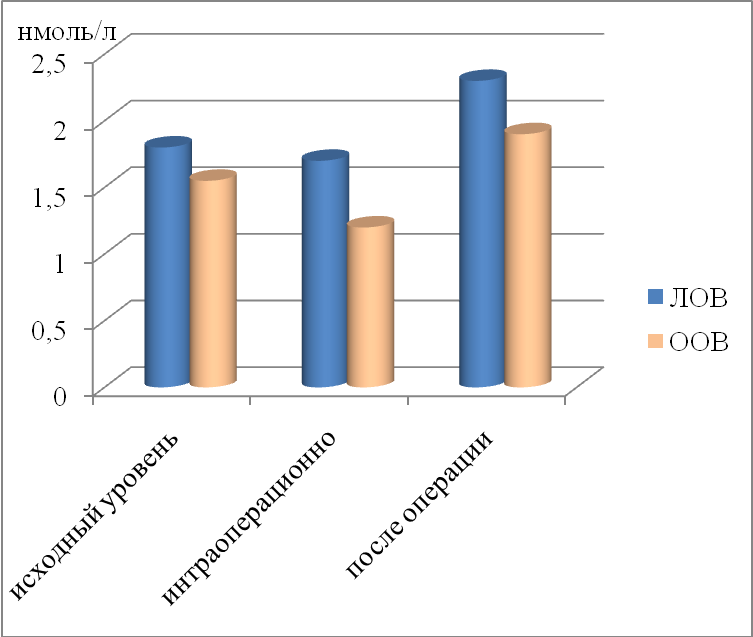 нмоль/л
2,5
2
1,5
1
0,5
0
исходный уровень
интраоперационно
после операции
ЛОВ
ООВ